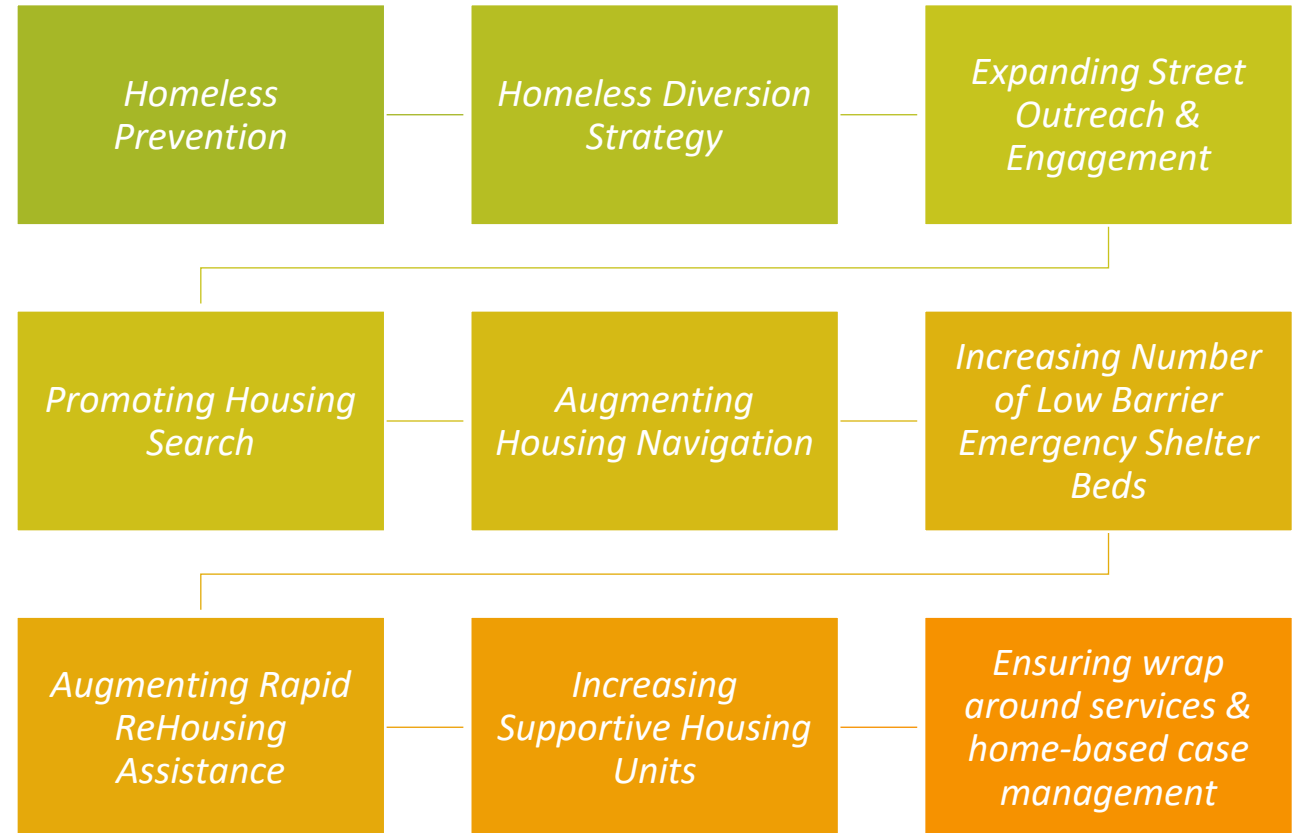 Homeless
Prevention
Homeless Diversion
Strategy
Expanding Street
Outreach &
Engagement
Promoting Housing
Search
Augmenting
Housing Navigation
Increasing Number
of Low Barrier
Emergency Shelter
Beds
Augmenting Rapid
ReHousing
Assistance
Increasing
Supportive Housing
Units
Ensuring wrap
around services &
home-based case
management